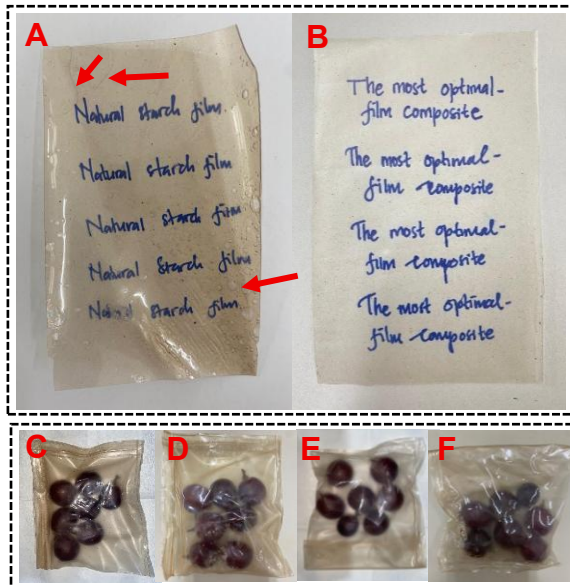 A
B
Natural starch film
Natural starch film
Natural starch film
Natural starch film
Natural starch film
The most optimal-
film composite
The most optimal-
film composite
The most optimal-
film composite
The most optimal-
film composite
C
D
E
F